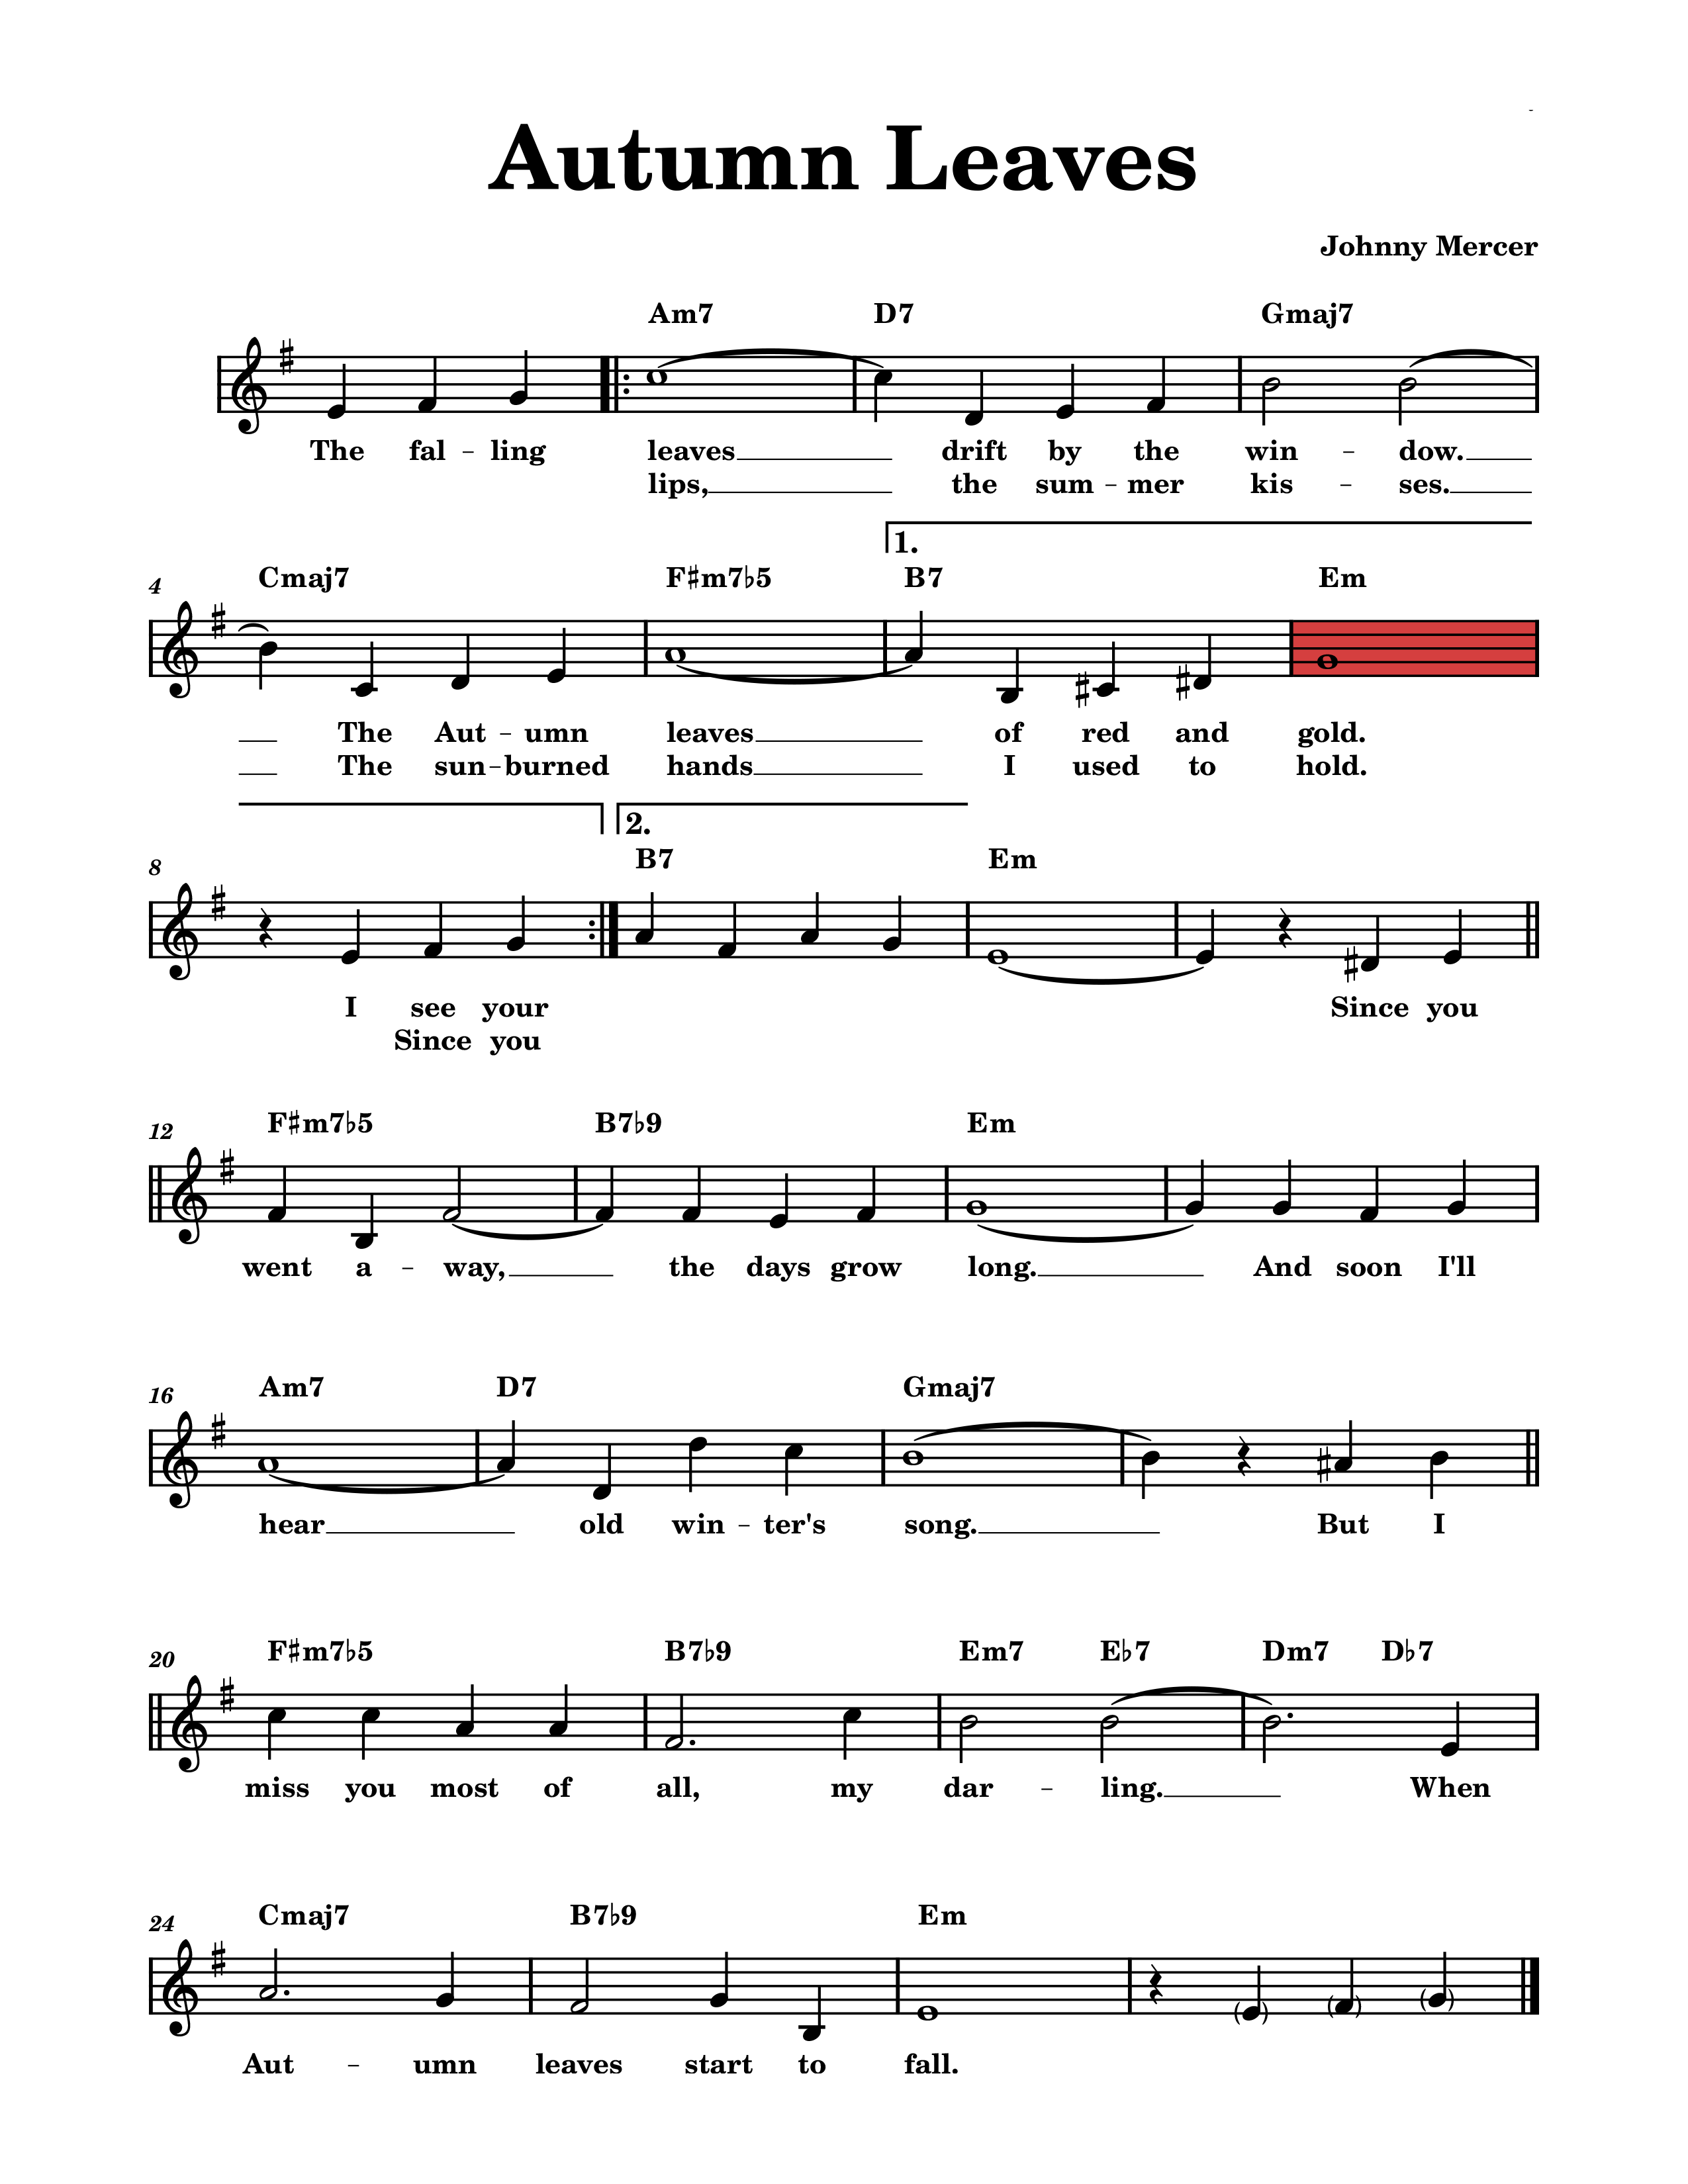 Autumn Leaves
Johnny Mercer
Am7 D7 Gmaj7
The fal - ling leaves drift by the win - dow.
lips, the sum - mer kis - ses.
1.
4 Cmaj7 F♯m7♭5 B7 Em
The Aut - umn leaves of red and gold.
The sun - burned hands I used to hold.
2.
8 B7 Em
I see your Since you
Since you
12 F♯m7♭5 B7♭9 Em
went a - way, the days grow long. And soon I'll
16 Am7 D7 Gmaj7
hear old win - ter's song. But I
20 F♯m7♭5 B7♭9 Em7 E♭7 Dm7 D♭7
miss you most of all, my dar - ling. When
24 Cmaj7 B7♭9 Em
Aut - umn leaves start to fall.